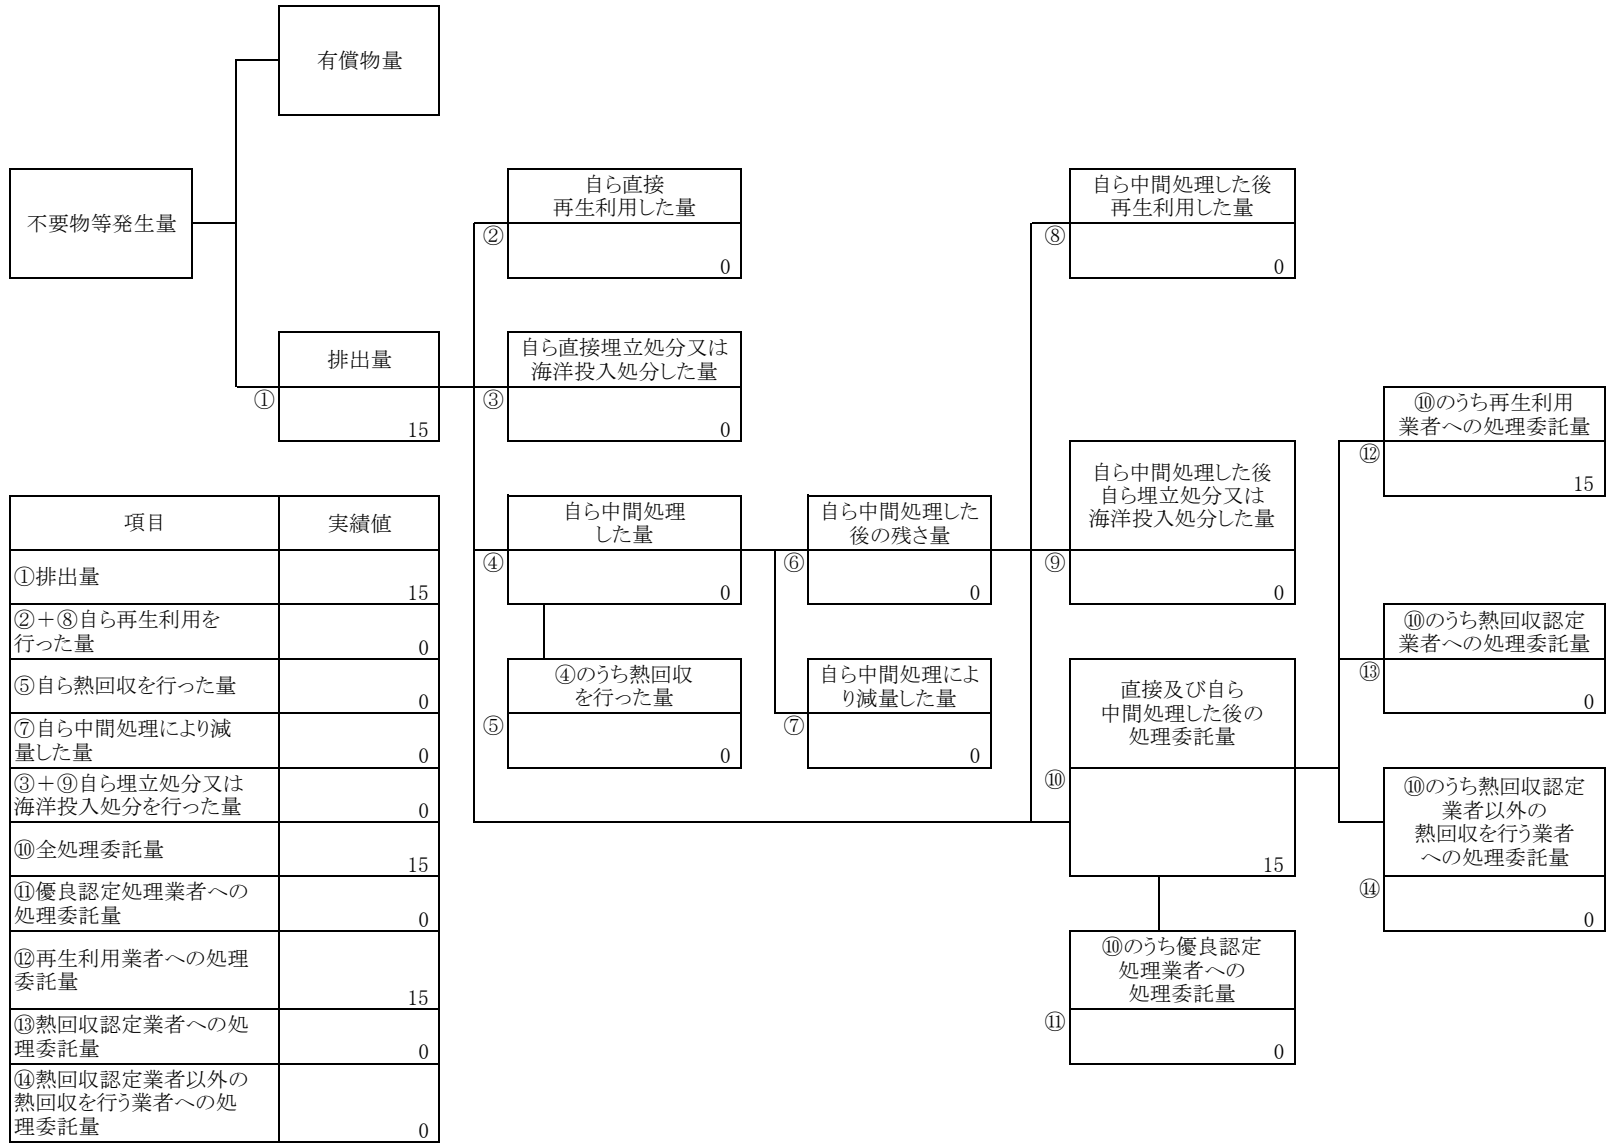 有償物量
不要物等発生量
自ら直接
再生利用した量
②
0
自ら中間処理した後
再生利用した量
⑧
0
排出量
①
15
自ら直接埋立処分又は
海洋投入処分した量
③
0
⑩のうち再生利用
業者への処理委託量
⑫
15
自ら中間処理
した量
④
0
自ら中間処理した
後の残さ量
⑥
0
自ら中間処理した後
自ら埋立処分又は
海洋投入処分した量
⑨
0
⑩のうち熱回収認定
業者への処理委託量
⑬
0
④のうち熱回収
を行った量
⑤
0
自ら中間処理によ
り減量した量
⑦
0
直接及び自ら
中間処理した後の
処理委託量
⑩
15
⑩のうち熱回収認定
業者以外の
熱回収を行う業者
への処理委託量
⑭
0
⑩のうち優良認定
処理業者への
処理委託量
⑪
0
項目 実績値
①排出量
15
②＋⑧自ら再生利用を
行った量
0
⑤自ら熱回収を行った量
0
⑦自ら中間処理により減
量した量
0
③＋⑨自ら埋立処分又は
海洋投入処分を行った量
0
⑩全処理委託量
15
⑪優良認定処理業者への
処理委託量
0
⑫再生利用業者への処理
委託量
15
⑬熱回収認定業者への処
理委託量
0
⑭熱回収認定業者以外の
熱回収を行う業者への処
理委託量
0